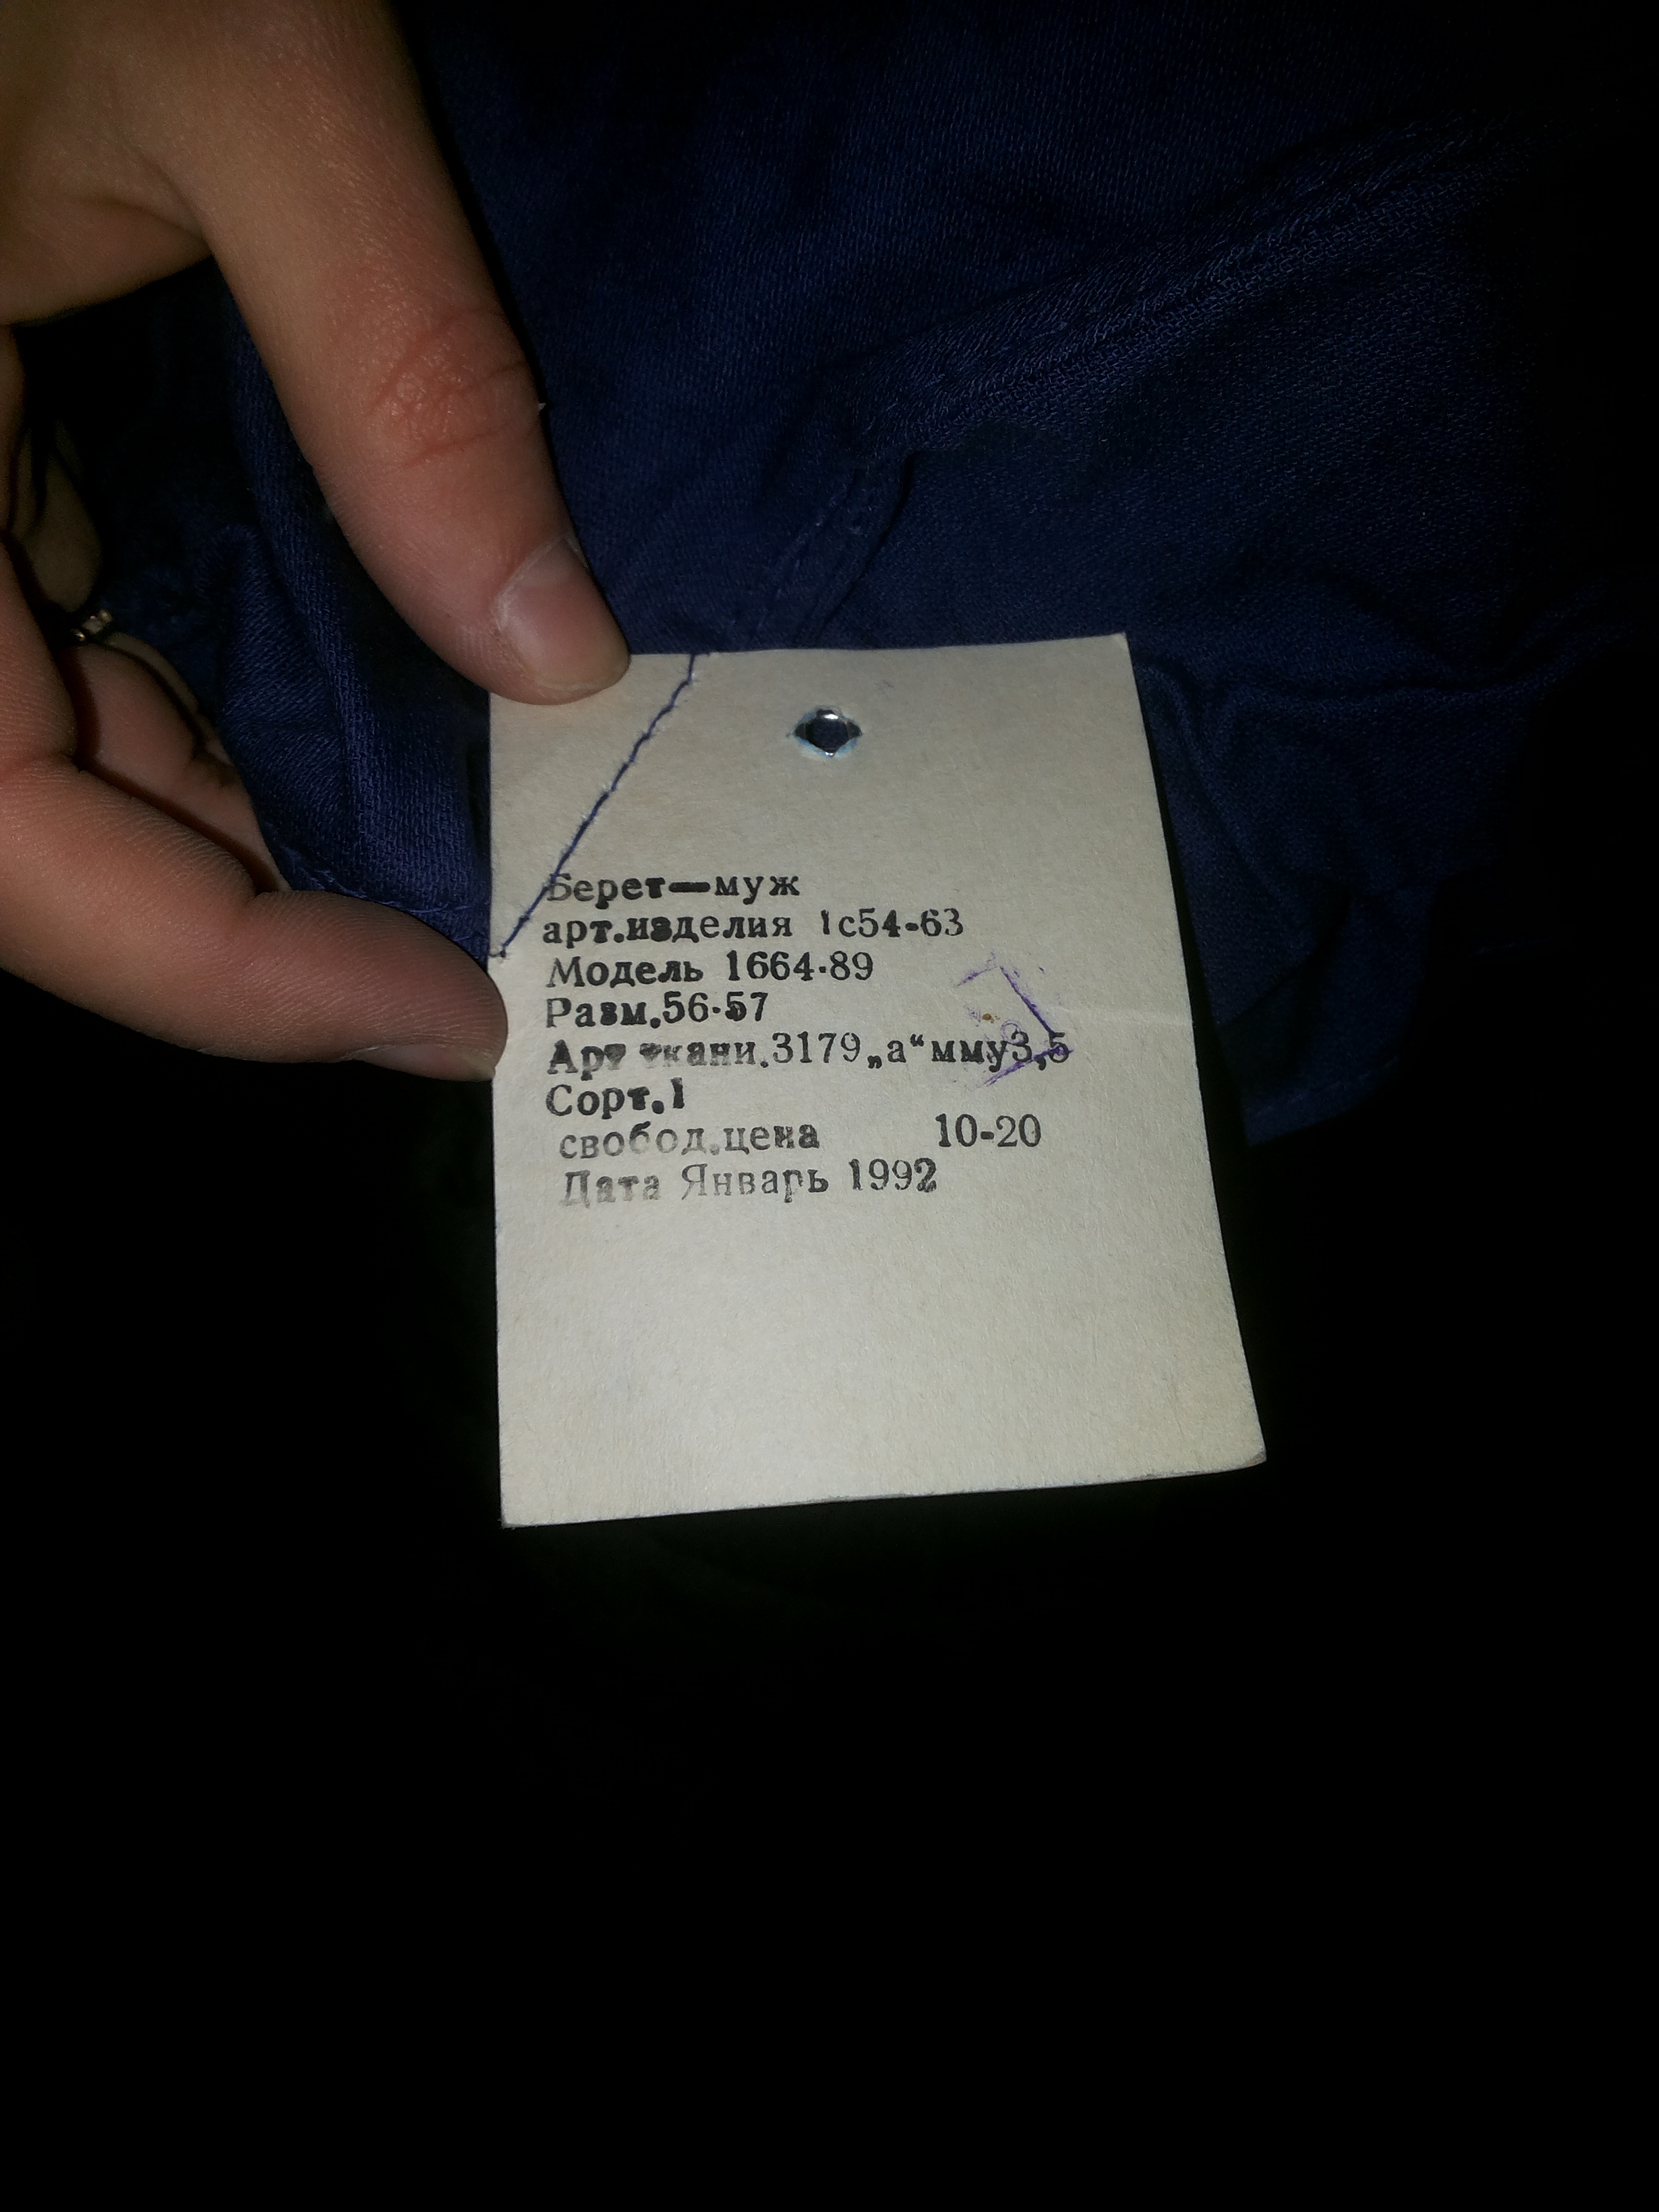 Берет—муж
арт.изделия 1с54-63
Модель 1664-89
Разм.56-57
Арт ткани.3179„а“мму3,5
Сорт.1
свобод.цена 10-20
Дата Январь 1992